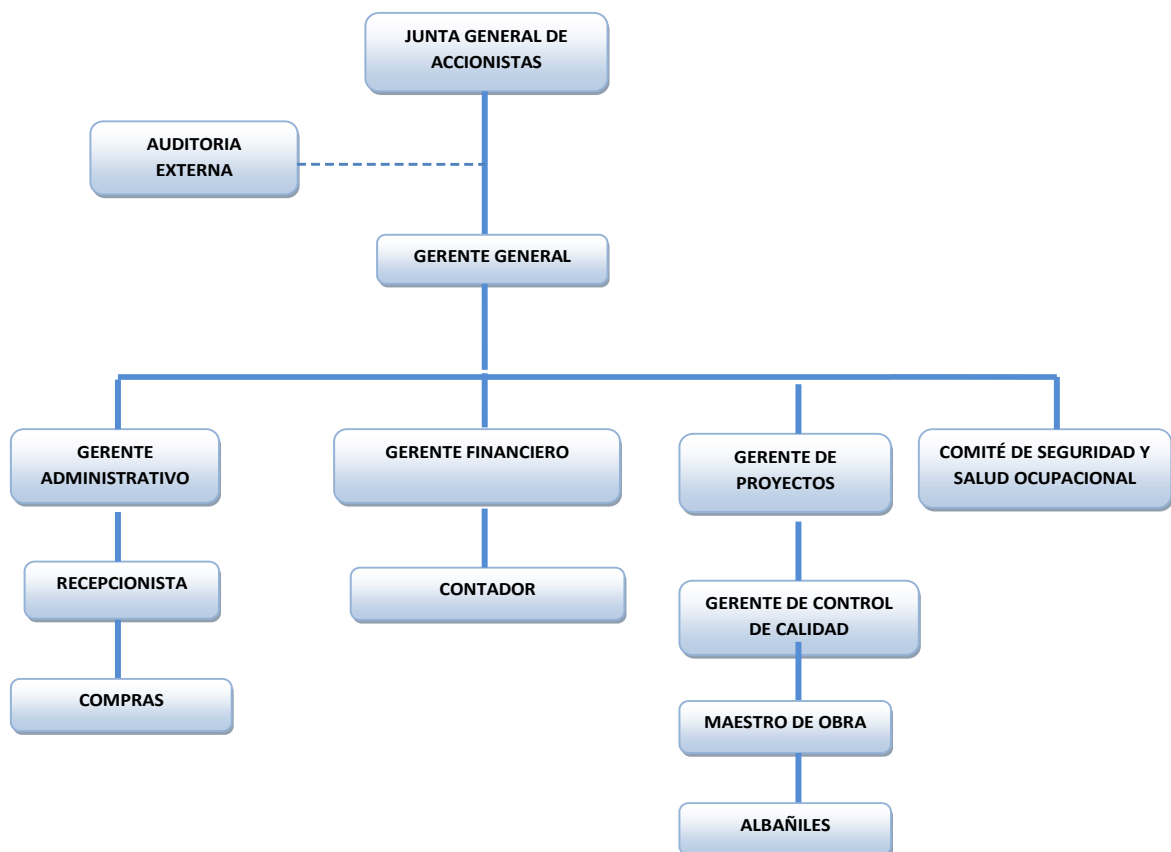 JUNTA GENERAL DE
ACCIONISTAS
AUDITORIA
EXTERNA
GERENTE GENERAL
GERENTE
ADMINISTRATIVO
GERENTE FINANCIERO
GERENTE DE
PROYECTOS
COMITÉ DE SEGURIDAD Y
SALUD OCUPACIONAL
RECEPCIONISTA
CONTADOR
GERENTE DE CONTROL
DE CALIDAD
COMPRAS
MAESTRO DE OBRA
ALBAÑILES